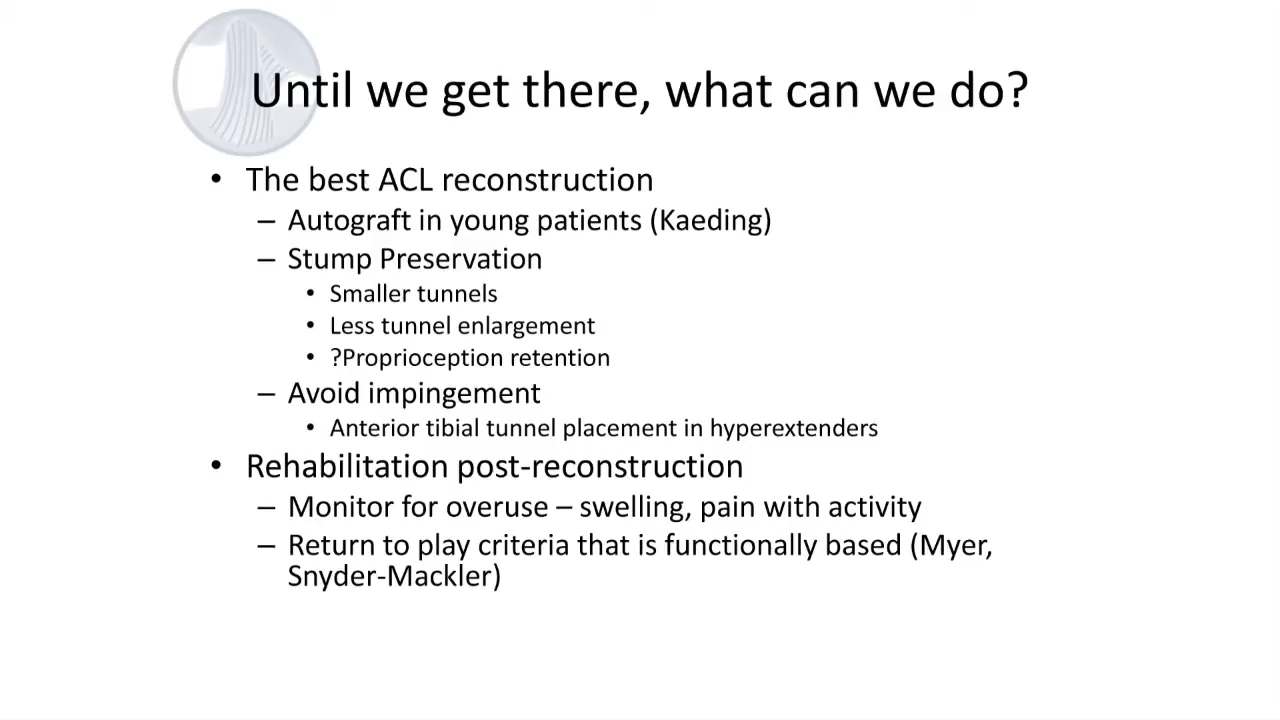 Until we get there, what can we do?
• The best ACL reconstruction
– Autograft in young patients (Kaeding)
– Stump Preservation
• Smaller tunnels
• Less tunnel enlargement
• ?Proprioception retention
– Avoid impingement
• Anterior tibial tunnel placement in hyperextenders
• Rehabilitation post-reconstruction
– Monitor for overuse – swelling, pain with activity
– Return to play criteria that is functionally based (Myer,
Snyder-Mackler)